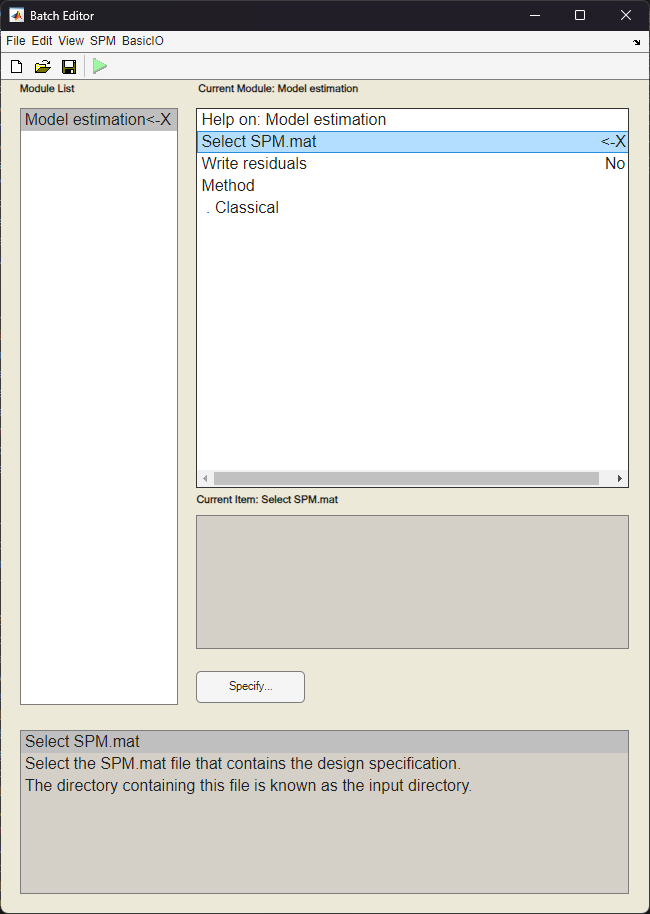 Batch Editor
File Edit View SPM BasicIO
Module List
Current Module: Model estimation
Model estimation<-X
Help on: Model estimation
Select SPM.mat <-X
Write residuals No
Method
. Classical
Current Item: Select SPM.mat
Specify...
Select SPM.mat
Select the SPM.mat file that contains the design specification.
The directory containing this file is known as the input directory.